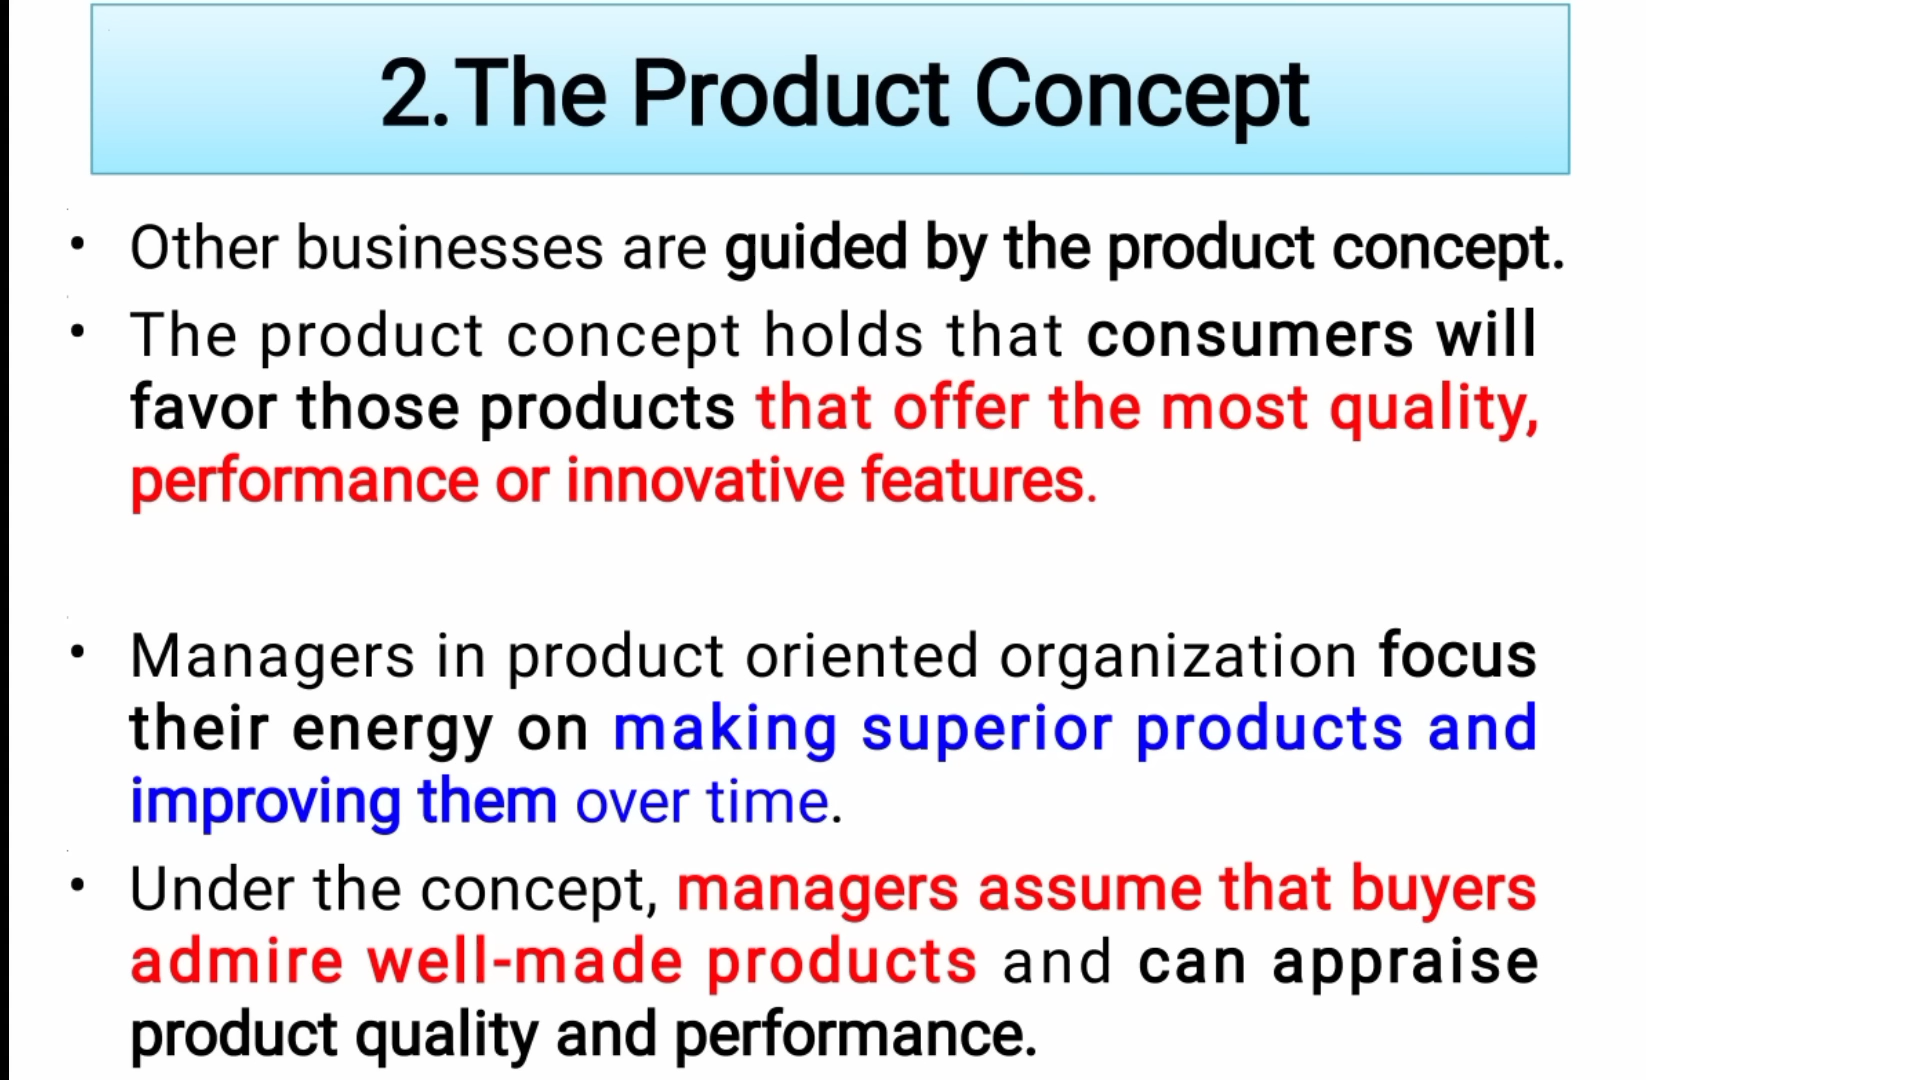 2.The Product Concept
• Other businesses are guided by the product concept.
• The product concept holds that consumers will
favor those products that offer the most quality,
performance or innovative features.
• Managers in product oriented organization focus
their energy on making superior products and
improving them over time.
• Under the concept, managers assume that buyers
admire well-made products and can appraise
product quality and performance.